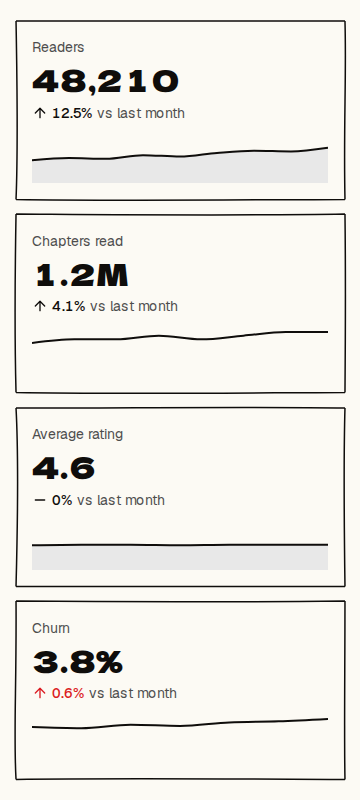 Readers
48,210
↑ 12.5% vs last month
Chapters read
1.2M
↑ 4.1% vs last month
Average rating
4.6
— 0% vs last month
Churn
3.8%
↑ 0.6% vs last month